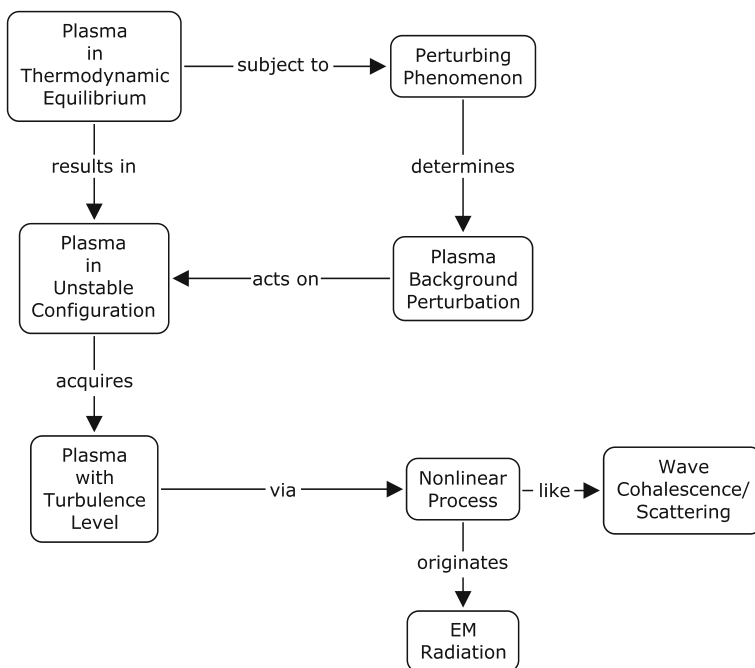 Plasma
in
Thermodynamic
Equilibrium
subject to
Perturbing
Phenomenon
results in
determines
Plasma
in
Unstable
Configuration
acts on
Plasma
Background
Perturbation
acquires
Plasma
with
Turbulence
Level
via
Nonlinear
Process
like
Wave
Cohalescence/
Scattering
originates
EM
Radiation